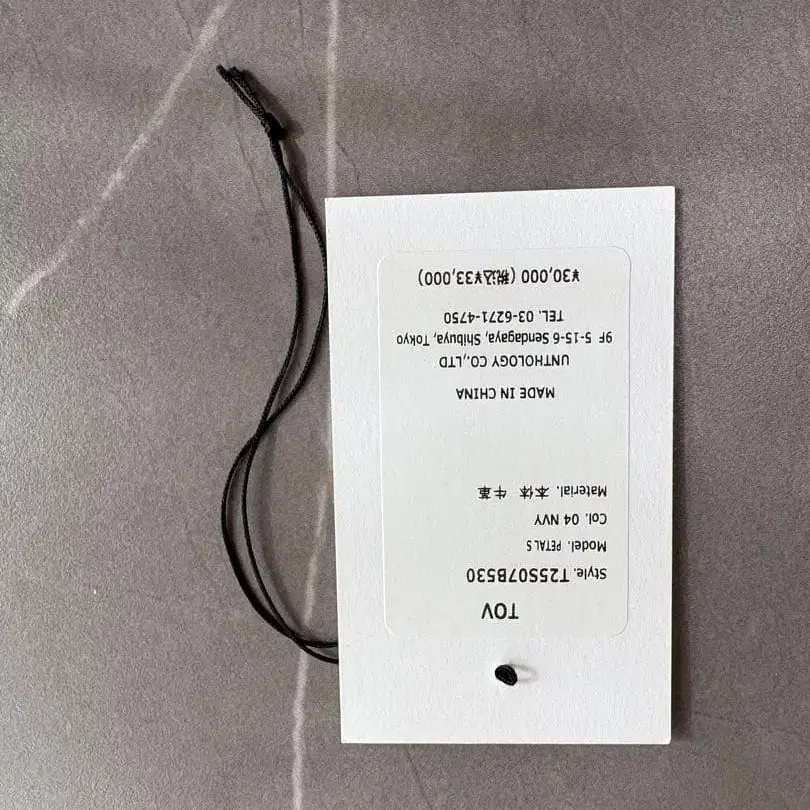 TOV
Style. T25S07B530
Model. PETALS
Col. 04 NVY
Material. 本体 牛革
MADE IN CHINA
UNTHOLOGY CO,.LTD
9F 5-15-6 Sendagaya, Shibuya, Tokyo
TEL. 03-6271-4750
¥30,000 (税込¥33,000)